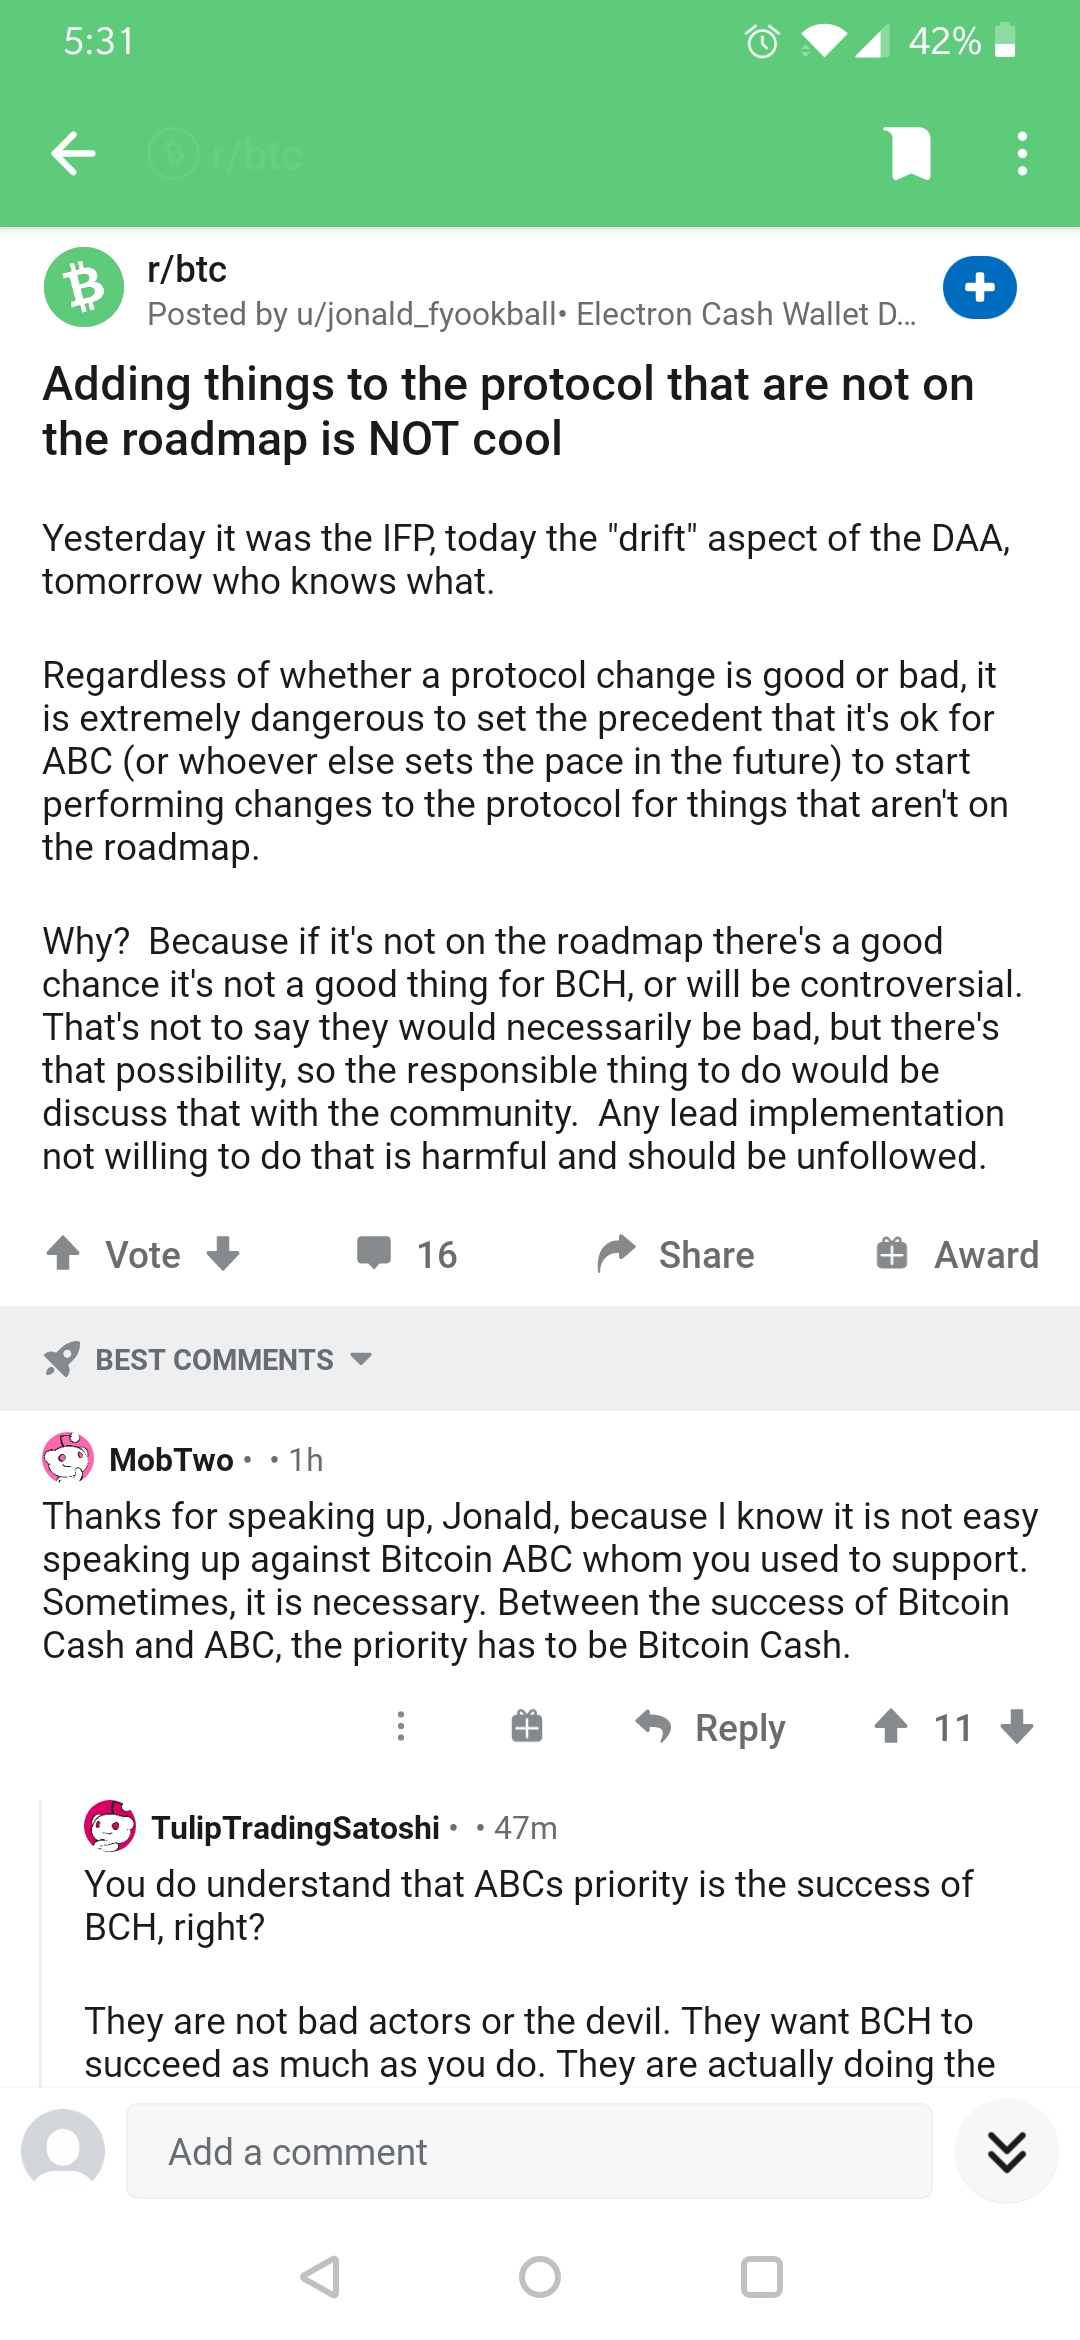 5:31
42%
r/btc
r/btc
Posted by u/jonald_fyookball• Electron Cash Wallet D...
Adding things to the protocol that are not on
the roadmap is NOT cool
Yesterday it was the IFP, today the "drift" aspect of the DAA,
tomorrow who knows what.
Regardless of whether a protocol change is good or bad, it
is extremely dangerous to set the precedent that it's ok for
ABC (or whoever else sets the pace in the future) to start
performing changes to the protocol for things that aren't on
the roadmap.
Why?  Because if it's not on the roadmap there's a good
chance it's not a good thing for BCH, or will be controversial.
That's not to say they would necessarily be bad, but there's
that possibility, so the responsible thing to do would be
discuss that with the community.  Any lead implementation
not willing to do that is harmful and should be unfollowed.
Vote 16 Share Award
BEST COMMENTS
MobTwo • • 1h
Thanks for speaking up, Jonald, because I know it is not easy
speaking up against Bitcoin ABC whom you used to support.
Sometimes, it is necessary. Between the success of Bitcoin
Cash and ABC, the priority has to be Bitcoin Cash.
Reply 11
TulipTradingSatoshi • • 47m
You do understand that ABCs priority is the success of
BCH, right?
They are not bad actors or the devil. They want BCH to
succeed as much as you do. They are actually doing the
Add a comment